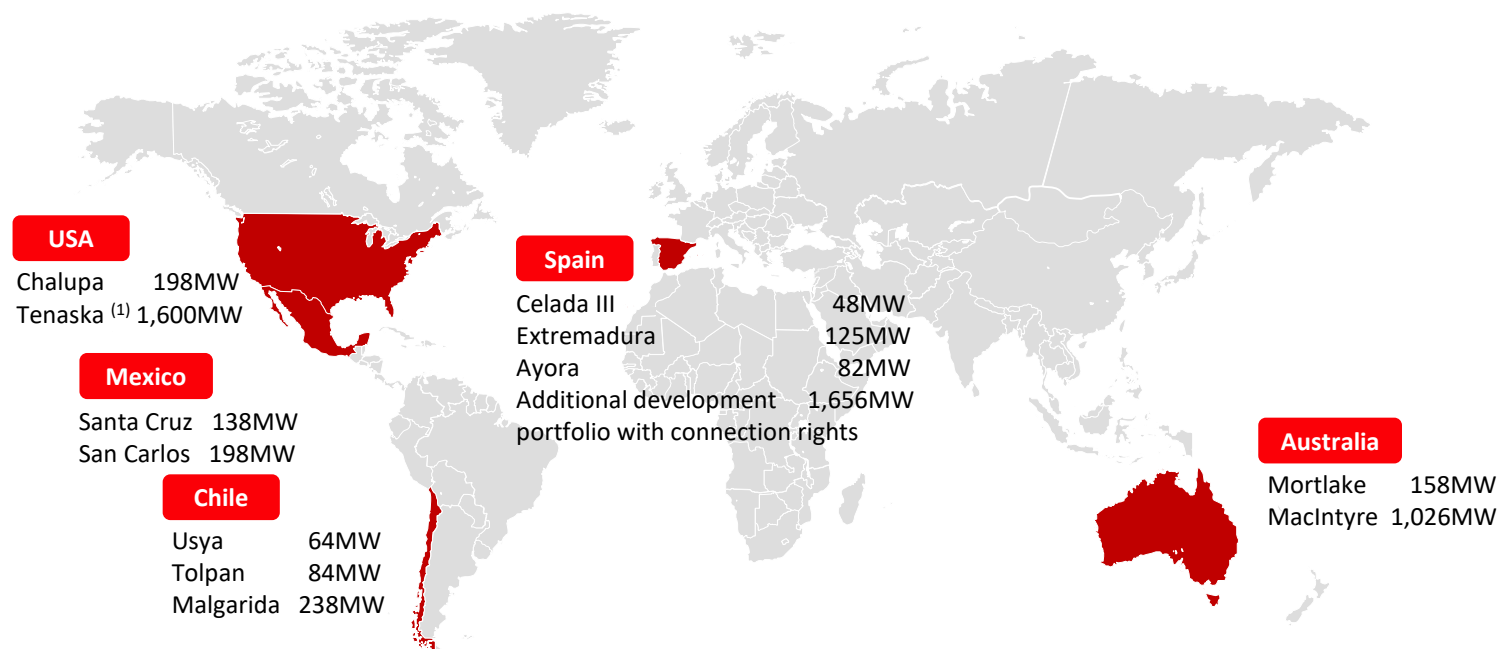 USA
Chalupa 198MW
Tenaska (1) 1,600MW
Mexico
Santa Cruz 138MW
San Carlos 198MW
Chile
Usya 64MW
Tolpan 84MW
Malgarida 238MW
Spain
Celada III 48MW
Extremadura 125MW
Ayora 82MW
Additional development 1,656MW
portfolio with connection rights
Australia
Mortlake 158MW
MacIntyre 1,026MW